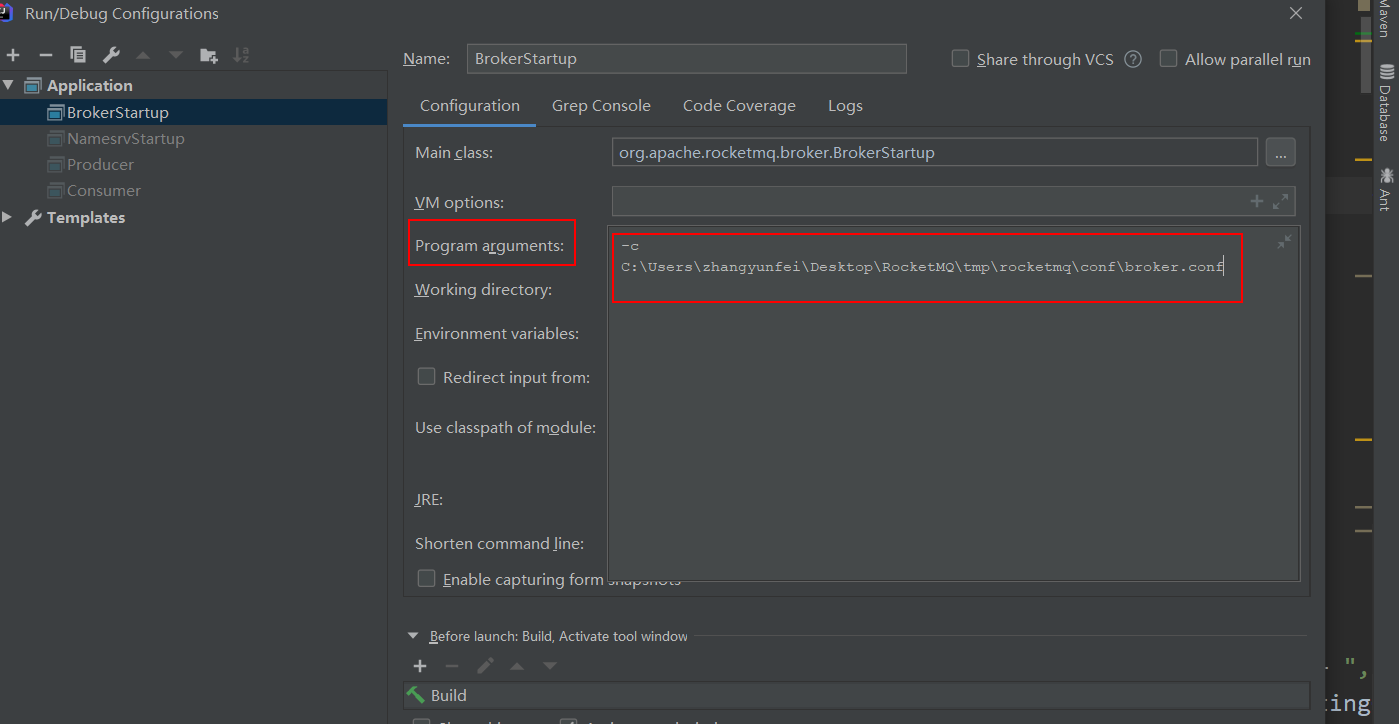 Run/Debug Configurations
Name: BrokerStartup
Share through VCS
Allow parallel run
Application
BrokerStartup
NamesrvStartup
Producer
Consumer
Templates
Configuration Grep Console Code Coverage Logs
Main class: org.apache.rocketmq.broker.BrokerStartup ...
VM options:
Program arguments: -c
C:\Users\zhangyunfei\Desktop\RocketMQ\tmp\rocketmq\conf\broker.conf
Working directory:
Environment variables:
Redirect input from:
Use classpath of module:
JRE:
Shorten command line:
Enable capturing form snapshots
Before launch: Build, Activate tool window
Build
Maven
Database
Ant
",